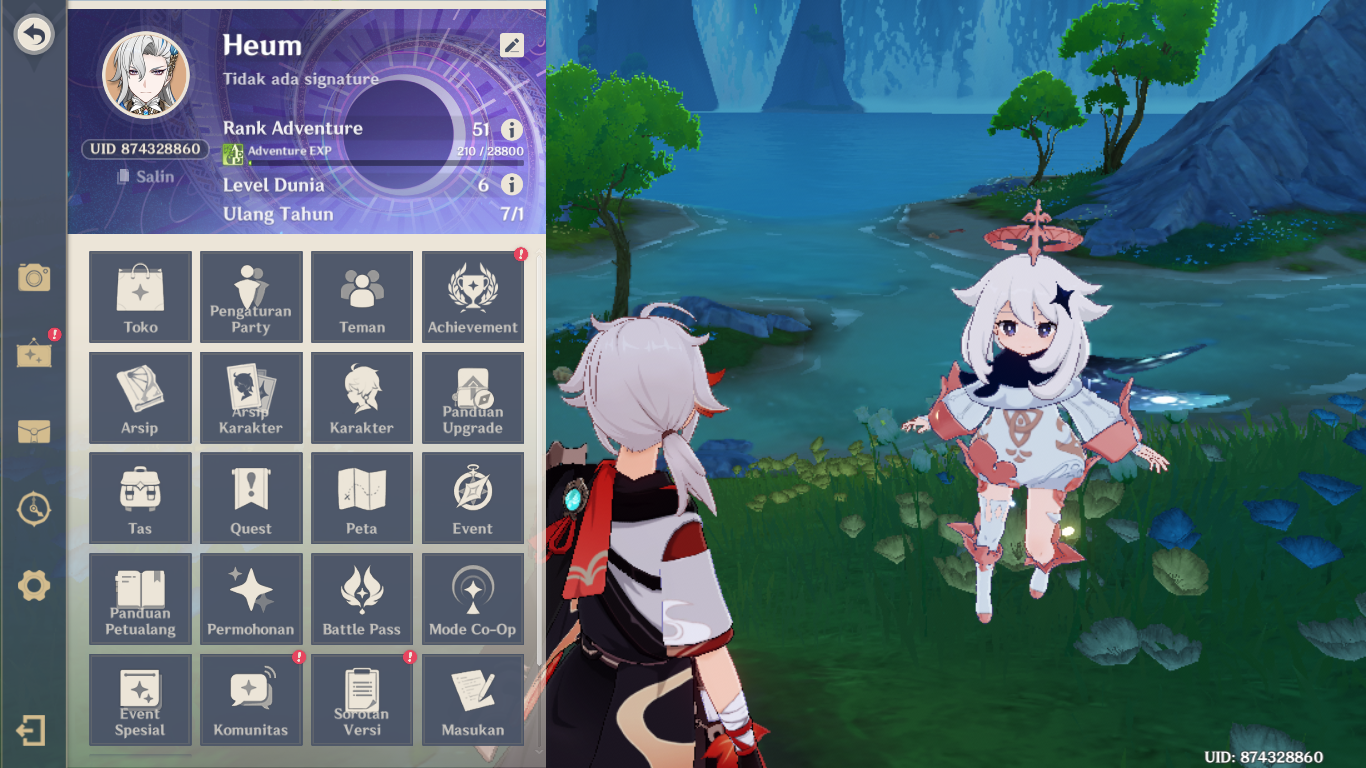 Heum
Tidak ada signature
UID 874328860
Salin
Rank Adventure 51
AEP Adventure EXP 210 / 28800
Level Dunia 6
Ulang Tahun 7/1
Toko
Pengaturan
Party
Teman
Achievement
Arsip
Arsip
Karakter
Karakter
Panduan
Upgrade
Tas
Quest
Peta
Event
Panduan
Petualang
Permohonan
Battle Pass
Mode Co-Op
Event
Spesial
Komunitas
Sorotan
Versi
Masukan
UID: 874328860